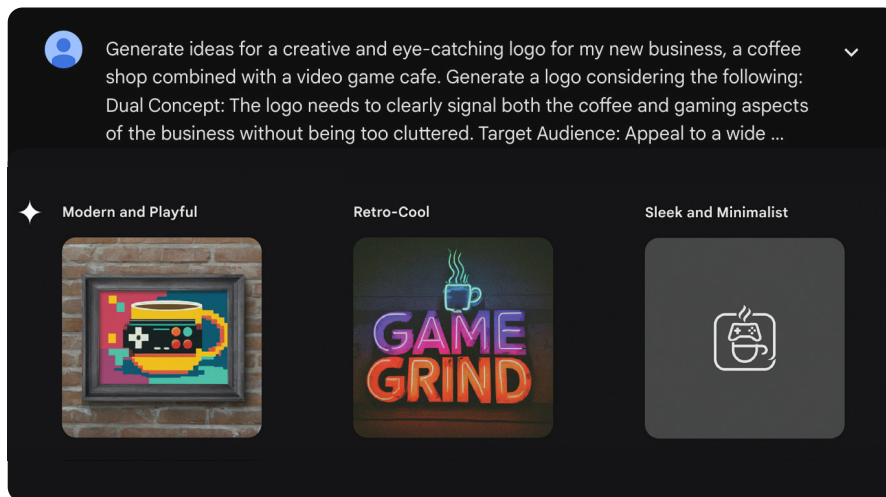 Generate ideas for a creative and eye-catching logo for my new business, a coffee
shop combined with a video game cafe. Generate a logo considering the following:
Dual Concept: The logo needs to clearly signal both the coffee and gaming aspects
of the business without being too cluttered. Target Audience: Appeal to a wide ...
Modern and Playful
Retro-Cool
Sleek and Minimalist
GAME
GRIND